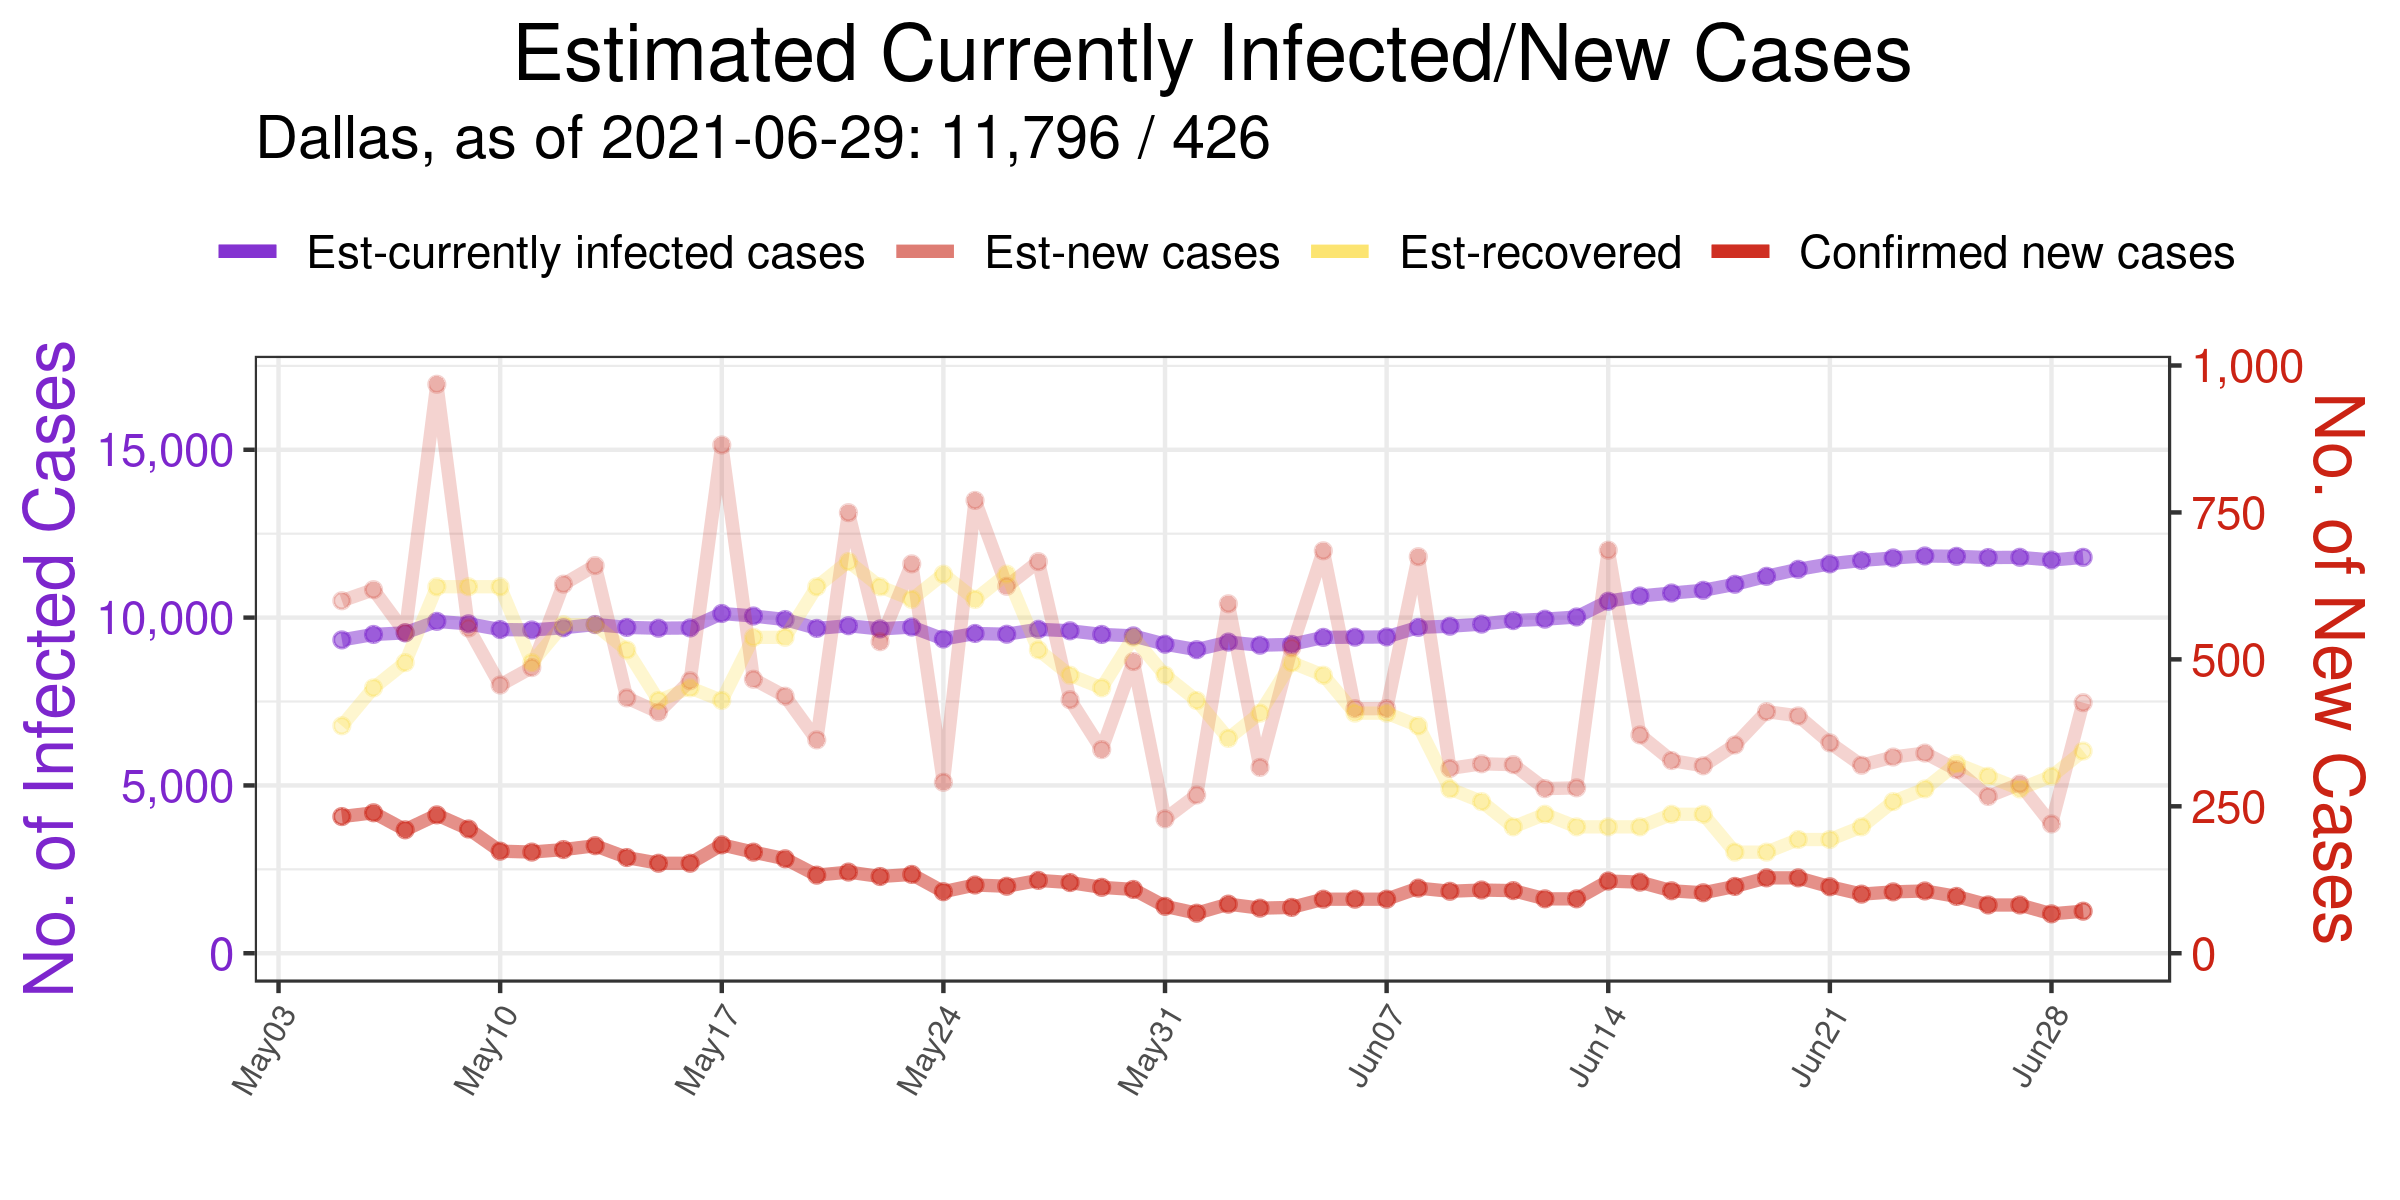 Estimated Currently Infected/New Cases
Dallas, as of 2021-06-29: 11,796 / 426
Est-currently infected cases Est-new cases Est-recovered Confirmed new cases
No. of Infected Cases
15,000
10,000
5,000
0
1,000
750
500
250
0
No. of New Cases
May03 May10 May17 May24 May31 Jun07 Jun14 Jun21 Jun28